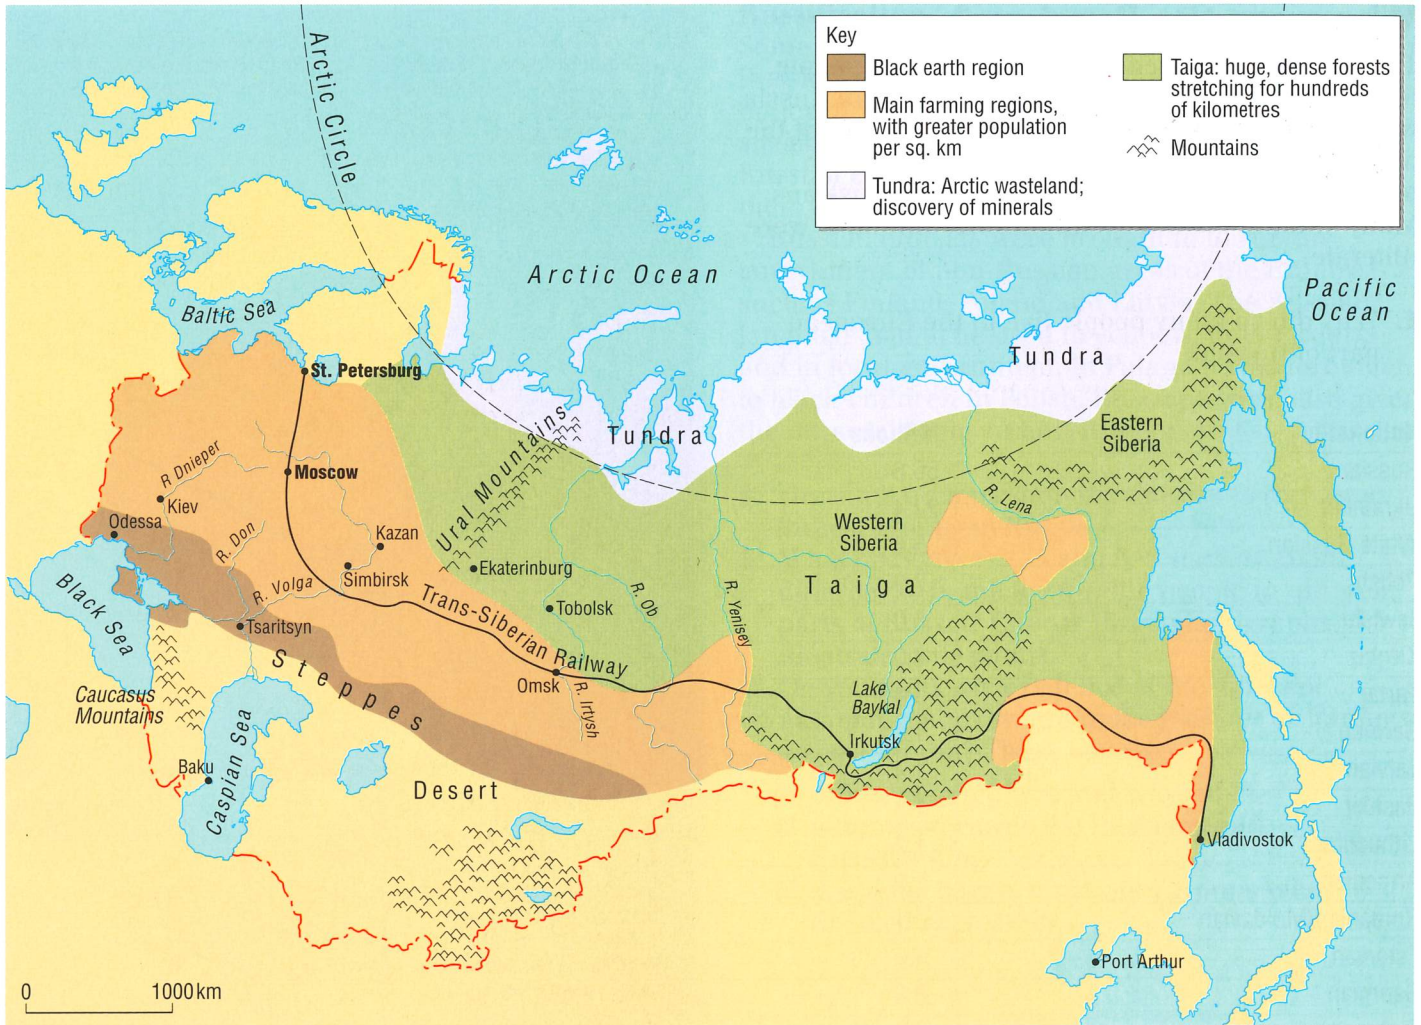 Key
Black earth region
Main farming regions,
with greater population
per sq. km
Tundra: Arctic wasteland;
discovery of minerals
Taiga: huge, dense forests
stretching for hundreds
of kilometres
Mountains
Arctic Circle
Arctic Ocean
Pacific
Ocean
Baltic Sea
St. Petersburg
Tundra
Tundra
Eastern
Siberia
Ural Mountains
Moscow
R Dnieper
Kiev
Odessa
R. Don
Kazan
Simbirsk
R. Volga
Ekaterinburg
Tobolsk
R. Ob
R. Yenisey
R. Lena
Western
Siberia
Taiga
Black Sea
Tsaritsyn
Trans-Siberian Railway
Steppes
Omsk
R. Irtysh
Caucasus
Mountains
Lake
Baykal
Irkutsk
Baku
Caspian Sea
Desert
Vladivostok
Port Arthur
0 1000km